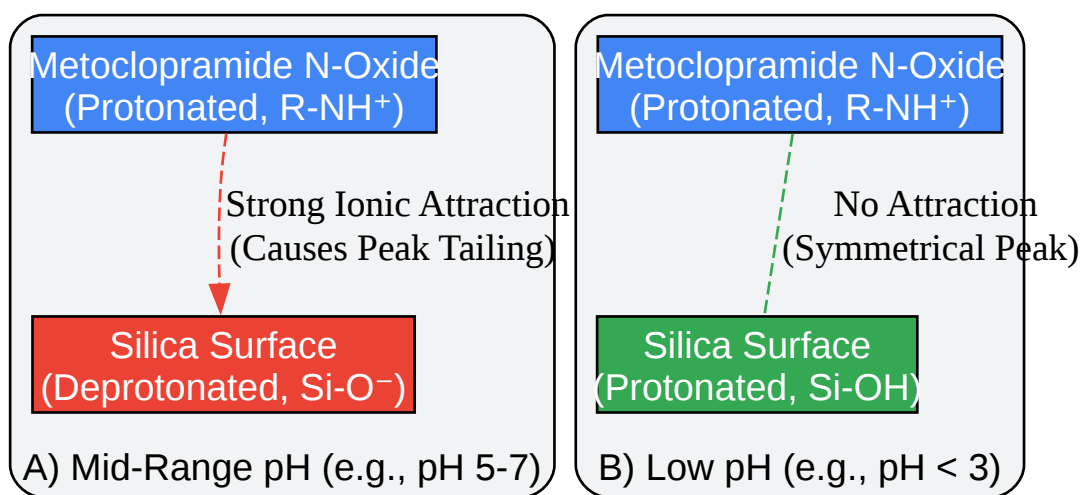 Metoclopramide N-Oxide
(Protonated, R-NH⁺)
Strong Ionic Attraction
(Causes Peak Tailing)
Silica Surface
(Deprotonated, Si-O⁻)
A) Mid-Range pH (e.g., pH 5-7)
Metoclopramide N-Oxide
(Protonated, R-NH⁺)
No Attraction
(Symmetrical Peak)
Silica Surface
(Protonated, Si-OH)
B) Low pH (e.g., pH < 3)